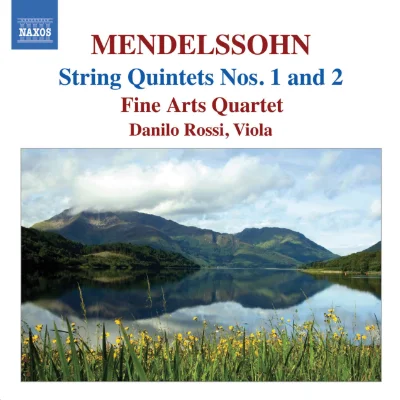 NAXOS
MENDELSSOHN
String Quintets Nos. 1 and 2
Fine Arts Quartet
Danilo Rossi, Viola